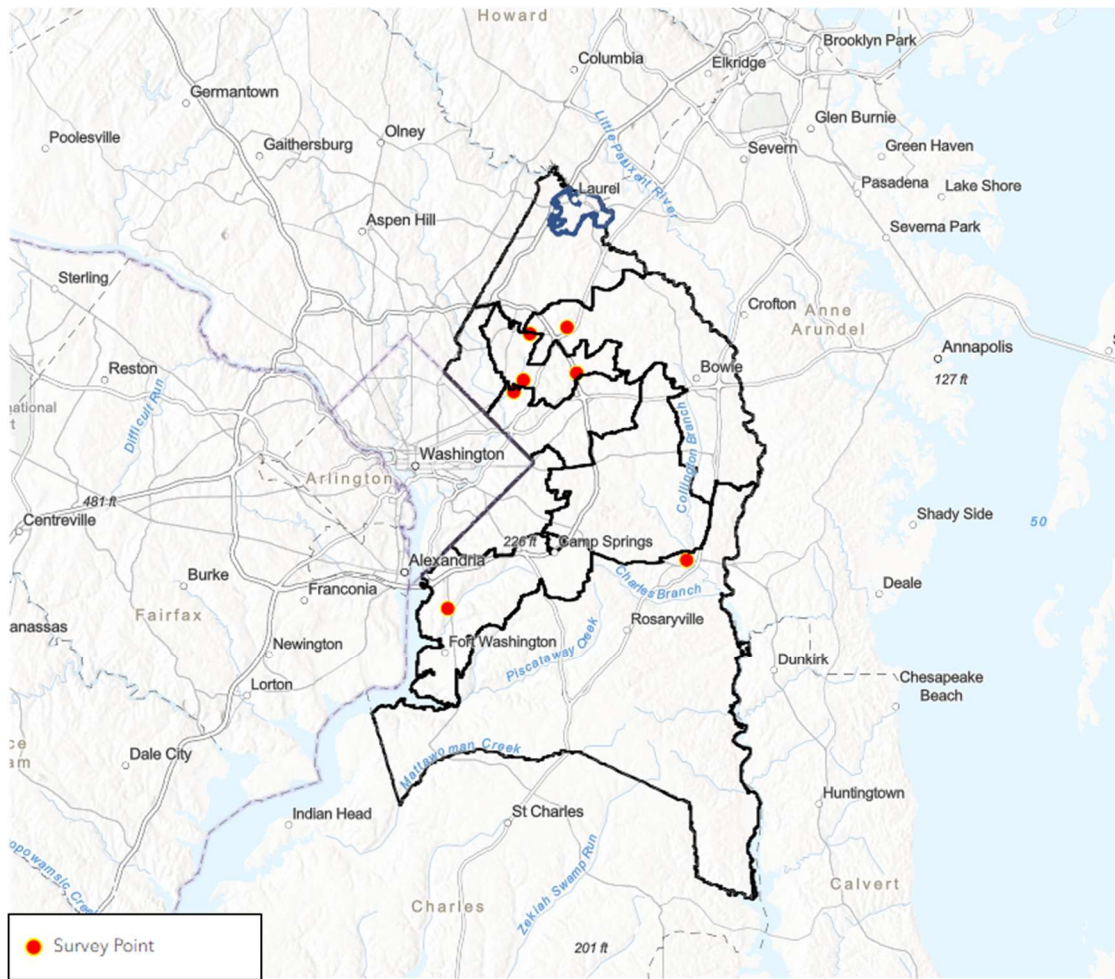 Howard
Brooklyn Park
Columbia
Elkridge
Germantown
Glen Burnie
Poolesville
Olney
Little Patuxent River
Gaithersburg
Severn
Green Haven
Laurel
Pasadena
Lake Shore
Aspen Hill
Severna Park
Sterling
Crofton
Anne
Arundel
Annapolis
Reston
Bowie
127 ft
Difficult Run
Washington
Collington Branch
Arlington
481 ft
Centreville
Shady Side
50
226 ft
Camp Springs
Alexandria
Burke
Franconia
Charles Branch
Deale
Fairfax
anassas
Rosaryville
Newington
Fort Washington
Piscataway Creek
Dunkirk
Chesapeake
Beach
Lorton
Dale City
Mattawoman Creek
Indian Head
St Charles
Huntingtown
Zekiah Swamp Run
Calvert
Charles
201 ft
Survey Point